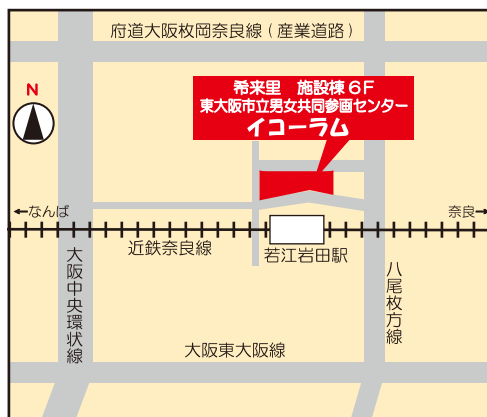 府道大阪枚岡奈良線(産業道路)
N
希来里 施設棟6F
東大阪市立男女共同参画センター
イコーラム
←なんば
奈良→
近鉄奈良線
若江岩田駅
大阪中央環状線
八尾枚方線
大阪東大阪線